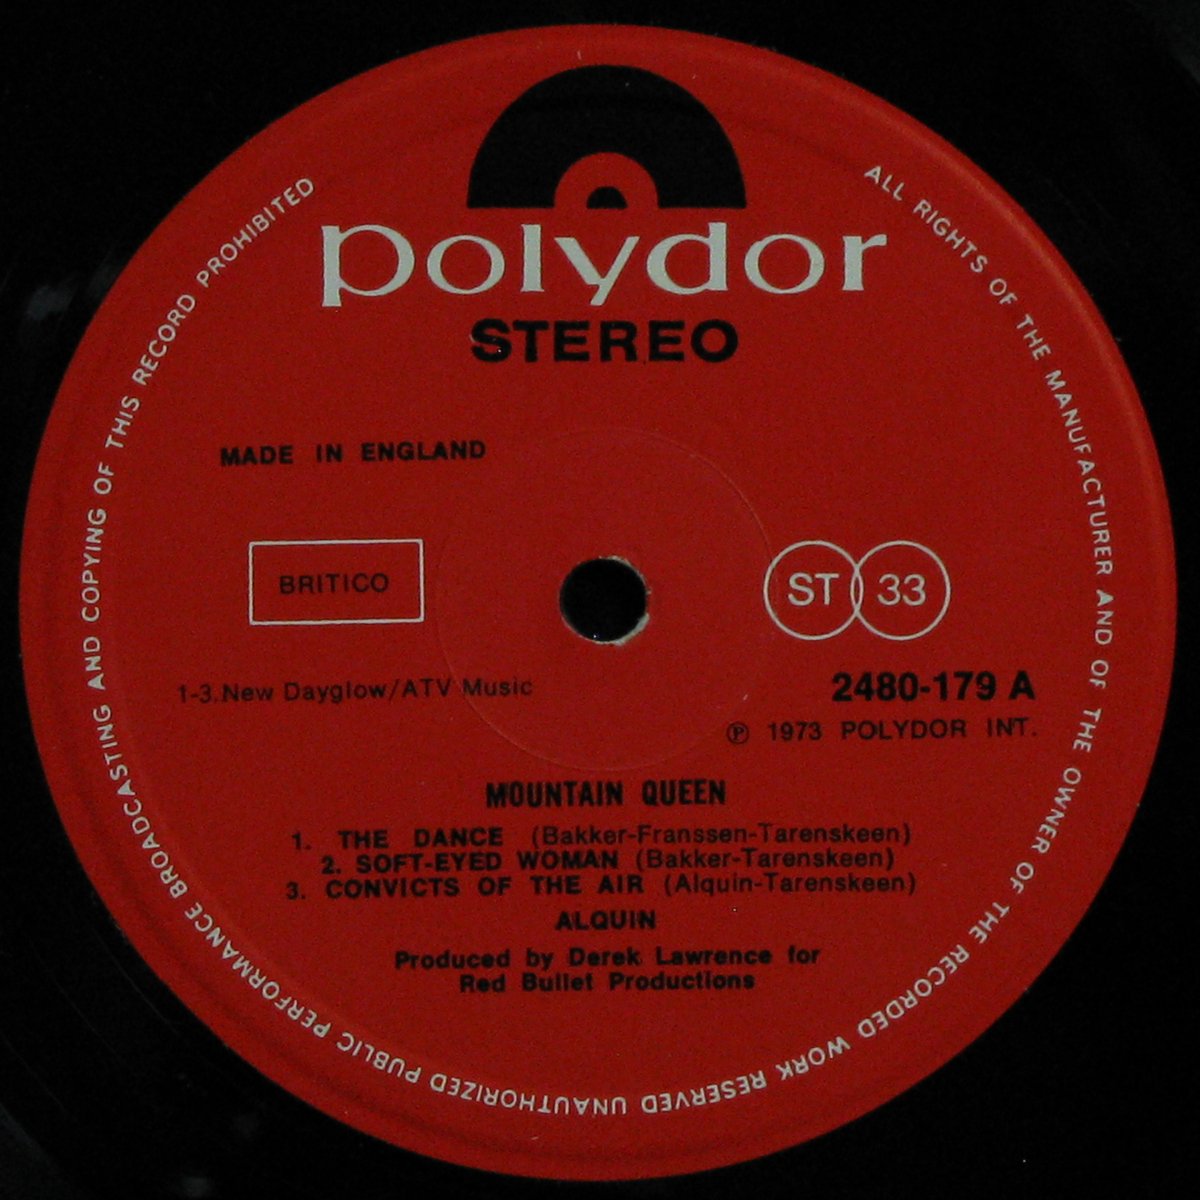 polydor
STEREO
MADE IN ENGLAND
BRITICO
ST 33
1-3.New Dayglow/ATV Music
2480-179 A
℗ 1973 POLYDOR INT.
MOUNTAIN QUEEN
1. THE DANCE (Bakker-Franssen-Tarenskeen)
2. SOFT-EYED WOMAN (Bakker-Tarenskeen)
3. CONVICTS OF THE AIR (Alquin-Tarenskeen)
ALQUIN
Produced by Derek Lawrence for
Red Bullet Productions
ALL RIGHTS OF THE MANUFACTURER AND OF THE OWNER OF THE RECORDED WORK RESERVED UNAUTHORIZED PUBLIC PERFORMANCE BROADCASTING AND COPYING OF THIS RECORD PROHIBITED